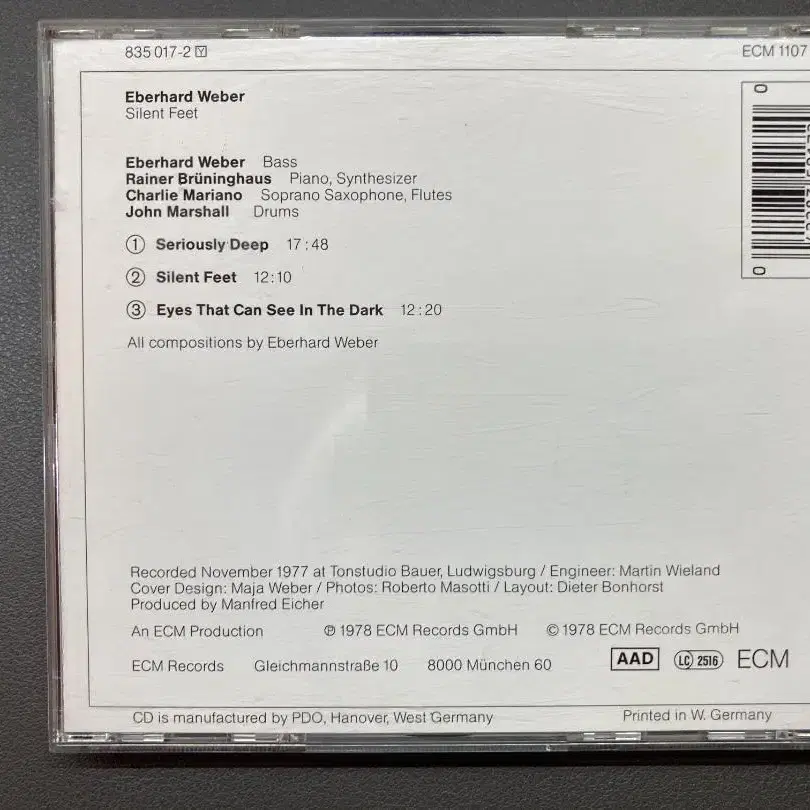 835 017-2 Y
ECM 1107
Eberhard Weber
Silent Feet
Eberhard Weber Bass
Rainer Brüninghaus Piano, Synthesizer
Charlie Mariano Soprano Saxophone, Flutes
John Marshall Drums
① Seriously Deep 17:48
② Silent Feet 12:10
③ Eyes That Can See In The Dark 12:20
All compositions by Eberhard Weber
0
0
Recorded November 1977 at Tonstudio Bauer, Ludwigsburg / Engineer: Martin Wieland
Cover Design: Maja Weber / Photos: Roberto Masotti / Layout: Dieter Bonhorst
Produced by Manfred Eicher
An ECM Production ℗ 1978 ECM Records GmbH © 1978 ECM Records GmbH
ECM Records Gleichmannstraße 10 8000 München 60 AAD LC 2516 ECM
CD is manufactured by PDO, Hanover, West Germany
Printed in W. Germany